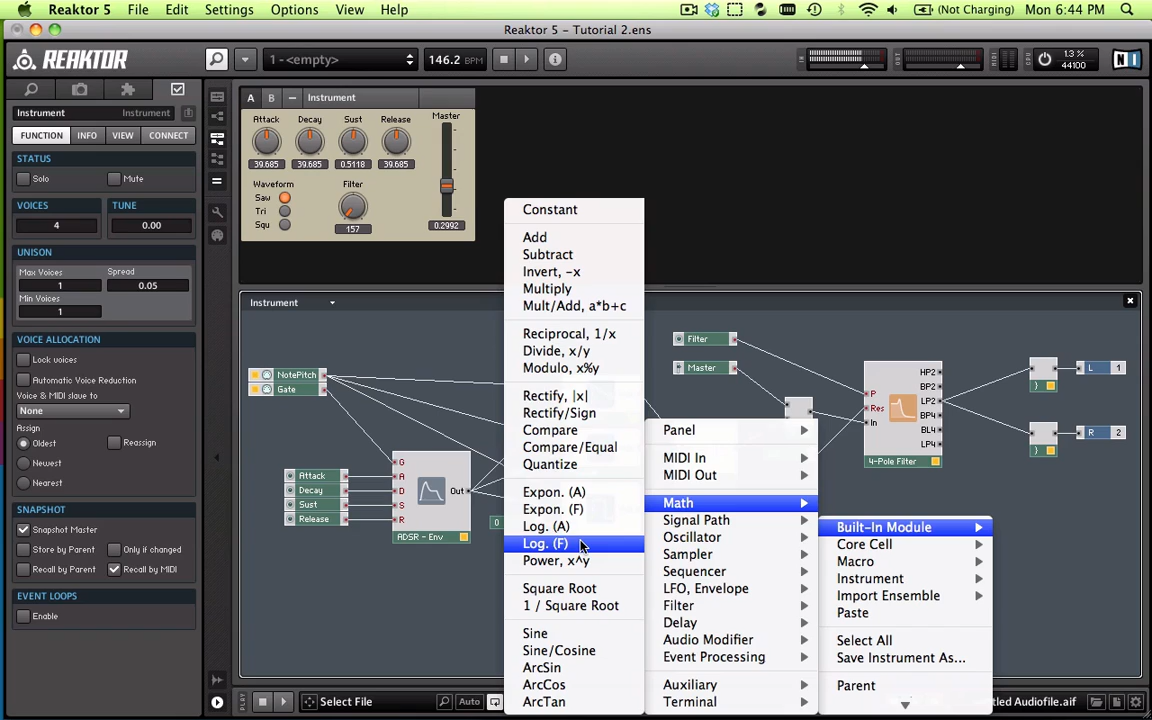 Reaktor 5 File Edit Settings Options View Help (Not Charging) Mon 6:44 PM
Reaktor 5 - Tutorial 2.ens
REAKTOR 1 - <empty> 146.2 BPM 1.3 % 44100
Instrument Instrument
FUNCTION INFO VIEW CONNECT
STATUS
Solo Mute
VOICES TUNE
4 0.00
UNISON
Max Voices Spread
1 0.05
Min Voices
1
VOICE ALLOCATION
Lock voices
Automatic Voice Reduction
Voice & MIDI slave to
None
Assign
Oldest Reassign
Newest
Nearest
SNAPSHOT
Snapshot Master
Store by Parent Only if changed
Recall by Parent Recall by MIDI
EVENT LOOPS
Enable
A B Instrument
Attack Decay Sust Release Master
39.685 39.685 0.5118 39.685
Waveform Filter
Saw
Tri
Squ
157 0.2992
Instrument
NotePitch
Gate
Attack
Decay
Sust
Release
G
A
D
S
R
Out
ADSR - Env
0
Filter
Master
P
Res
In
HP2
BP2
LP2
BP4
BL4
LP4
4-Pole Filter
L 1
R 2
Constant
Add
Subtract
Invert, -x
Multiply
Mult/Add, a*b+c
Reciprocal, 1/x
Divide, x/y
Modulo, x%y
Rectify, |x|
Rectify/Sign
Compare
Compare/Equal
Quantize
Expon. (A)
Expon. (F)
Log. (A)
Log. (F)
Power, x^y
Square Root
1 / Square Root
Sine
Sine/Cosine
ArcSin
ArcCos
ArcTan
Panel
MIDI In
MIDI Out
Math
Signal Path
Oscillator
Sampler
Sequencer
LFO, Envelope
Filter
Delay
Audio Modifier
Event Processing
Auxiliary
Terminal
Built-In Module
Core Cell
Macro
Instrument
Import Ensemble
Paste
Select All
Save Instrument As...
Parent
PLAY Select File Auto ntitled Audiofile.aif